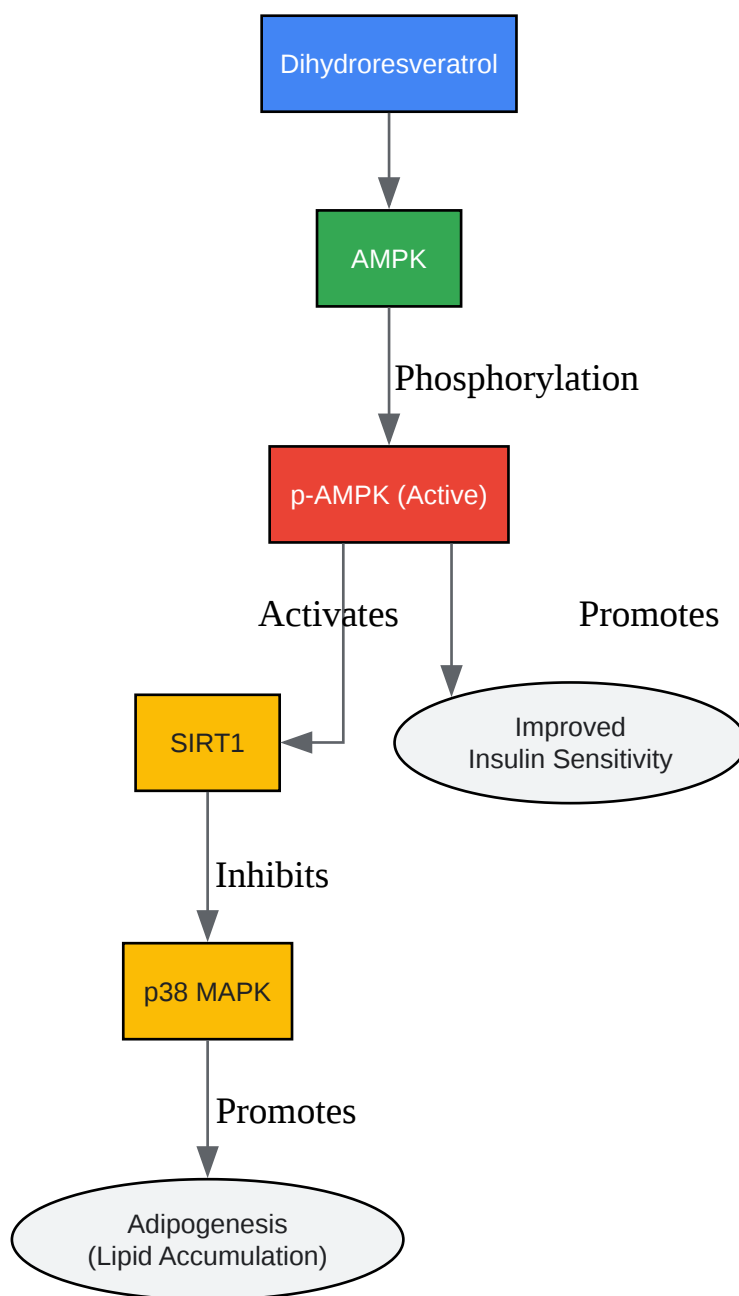 Dihydroresveratrol
AMPK
Phosphorylation
p-AMPK (Active)
Activates
Promotes
SIRT1
Improved
Insulin Sensitivity
Inhibits
p38 MAPK
Promotes
Adipogenesis
(Lipid Accumulation)